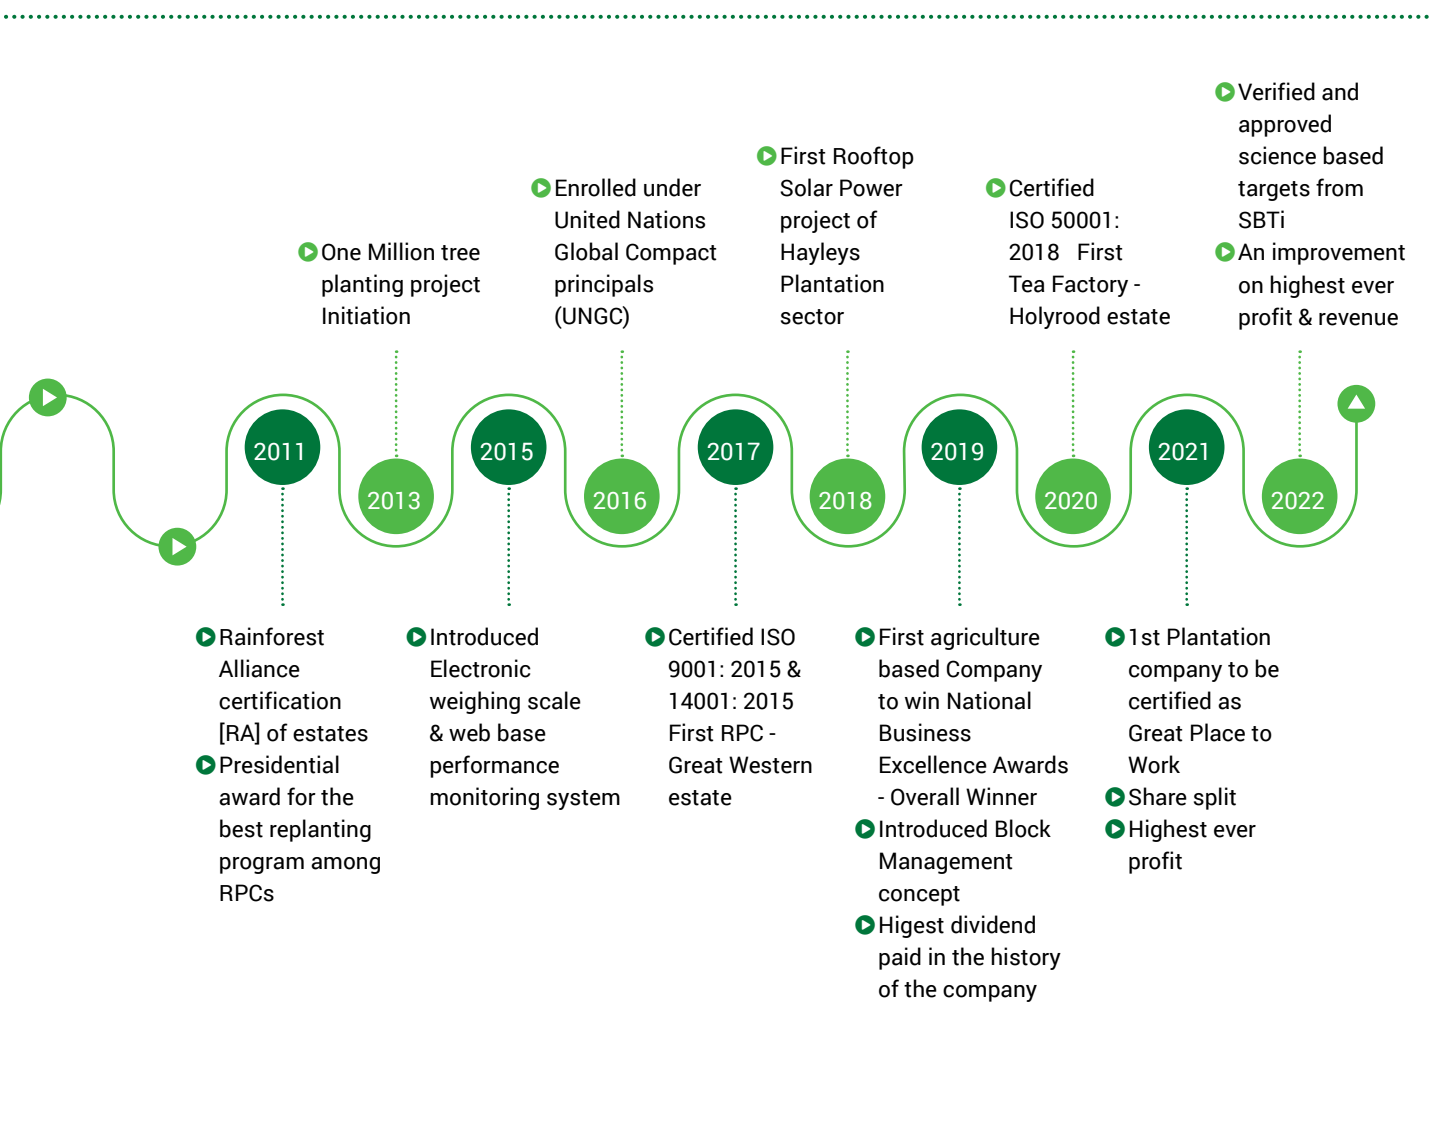 One Million tree
planting project
Initiation
Enrolled under
United Nations
Global Compact
principals
(UNGC)
First Rooftop
Solar Power
project of
Hayleys
Plantation
sector
Certified
ISO 50001:
2018 First
Tea Factory -
Holyrood estate
Verified and
approved
science based
targets from
SBTi
An improvement
on highest ever
profit & revenue
2011
2013
2015
2016
2017
2018
2019
2020
2021
2022
Rainforest
Alliance
certification
[RA] of estates
Presidential
award for the
best replanting
program among
RPCs
Introduced
Electronic
weighing scale
& web base
performance
monitoring system
Certified ISO
9001: 2015 &
14001: 2015
First RPC -
Great Western
estate
First agriculture
based Company
to win National
Business
Excellence Awards
- Overall Winner
Introduced Block
Management
concept
Higest dividend
paid in the history
of the company
1st Plantation
company to be
certified as
Great Place to
Work
Share split
Highest ever
profit